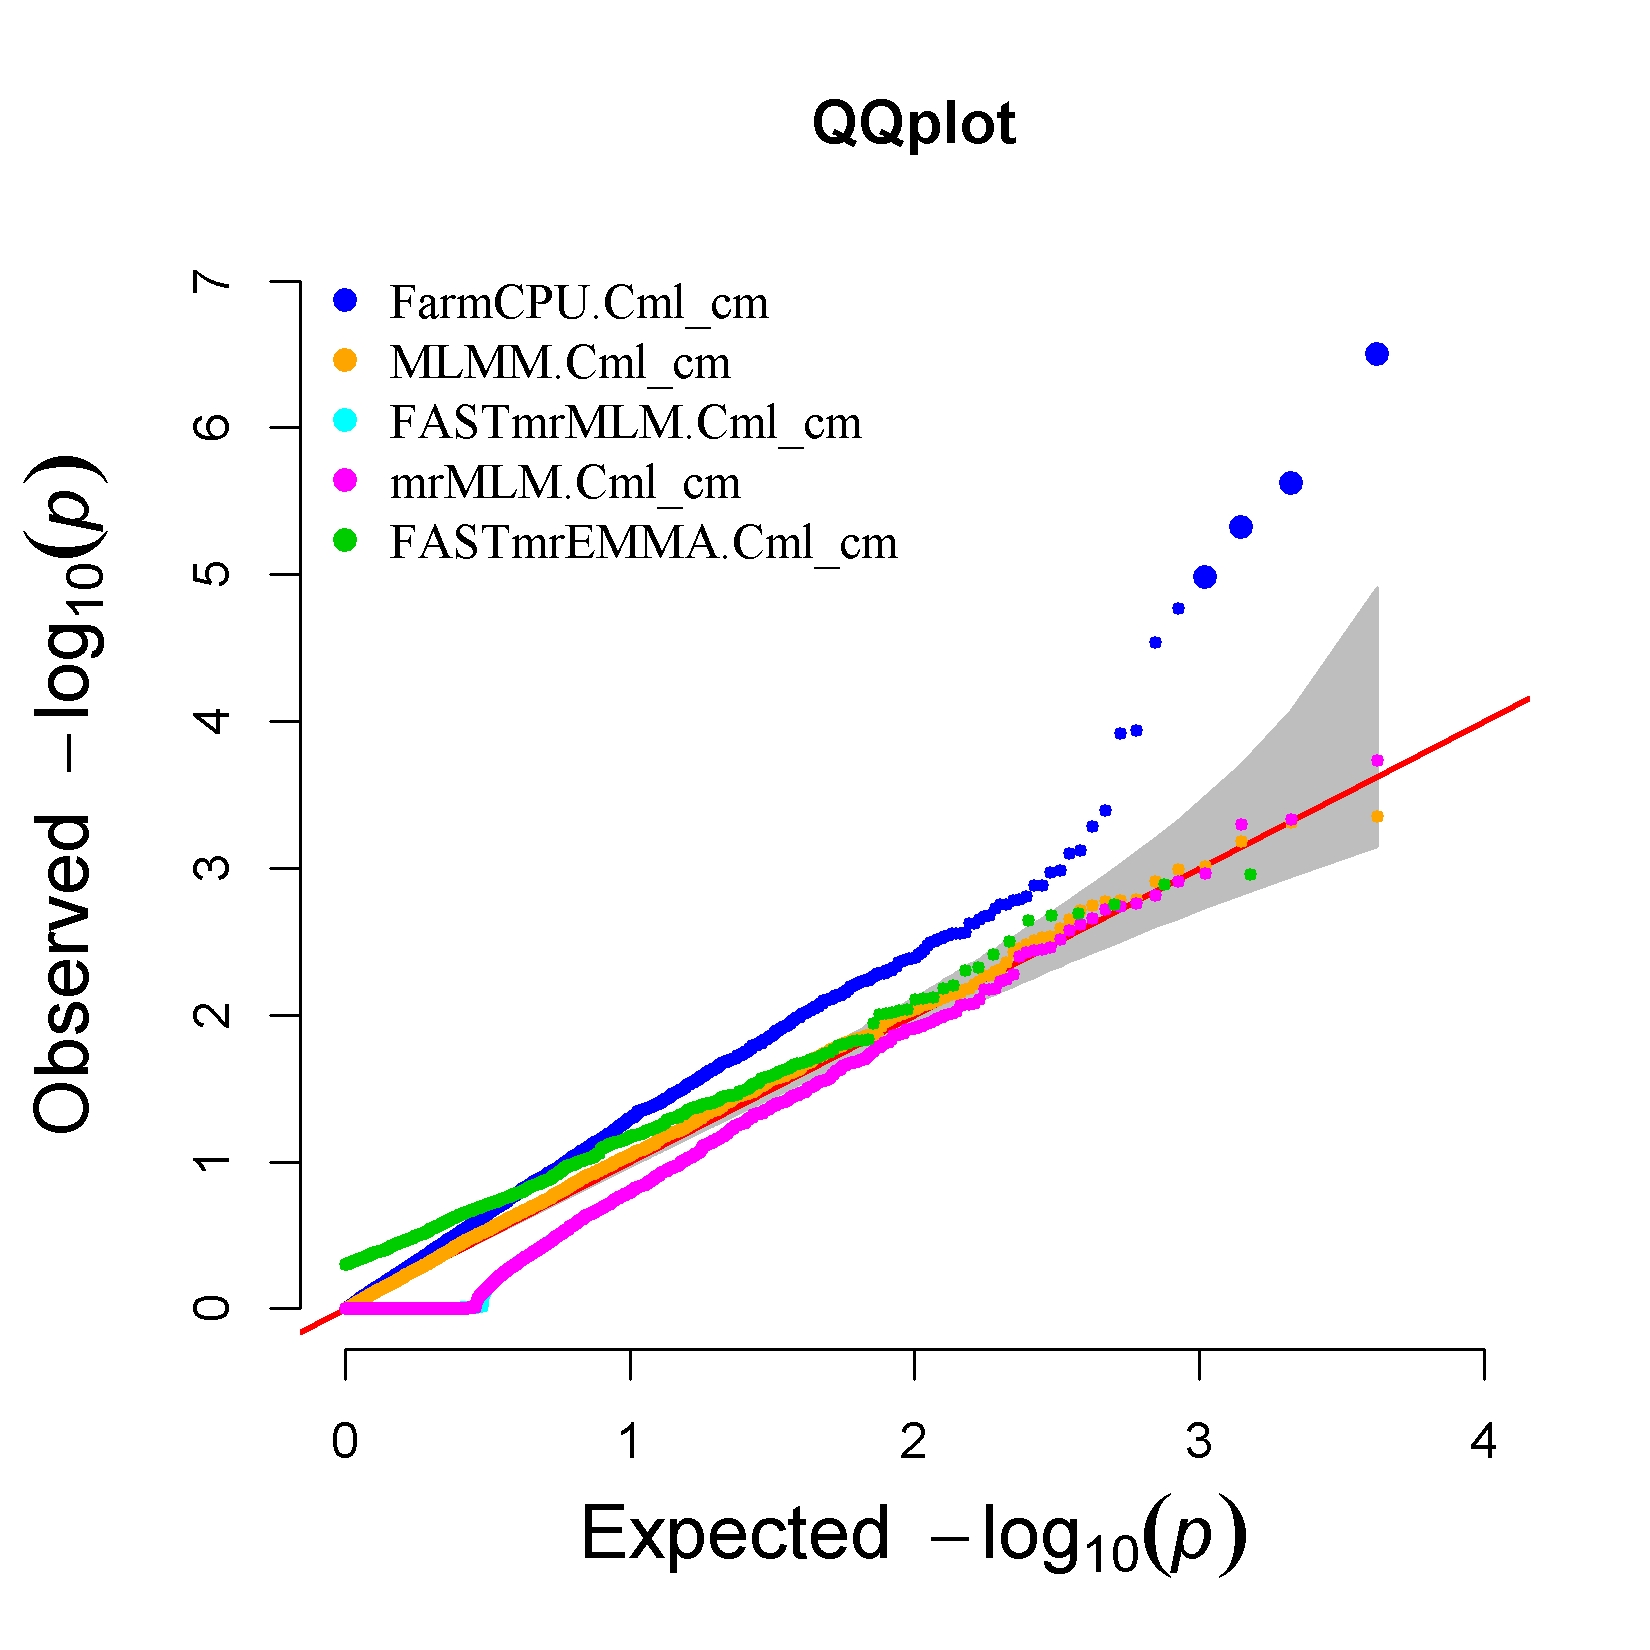 QQplot
FarmCPU.Cml_cm
MLMM.Cml_cm
FASTmrMLM.Cml_cm
mrMLM.Cml_cm
FASTmrEMMA.Cml_cm
7
6
5
4
3
2
1
0
Observed −log₁₀(p)
0 1 2 3 4
Expected −log₁₀(p)